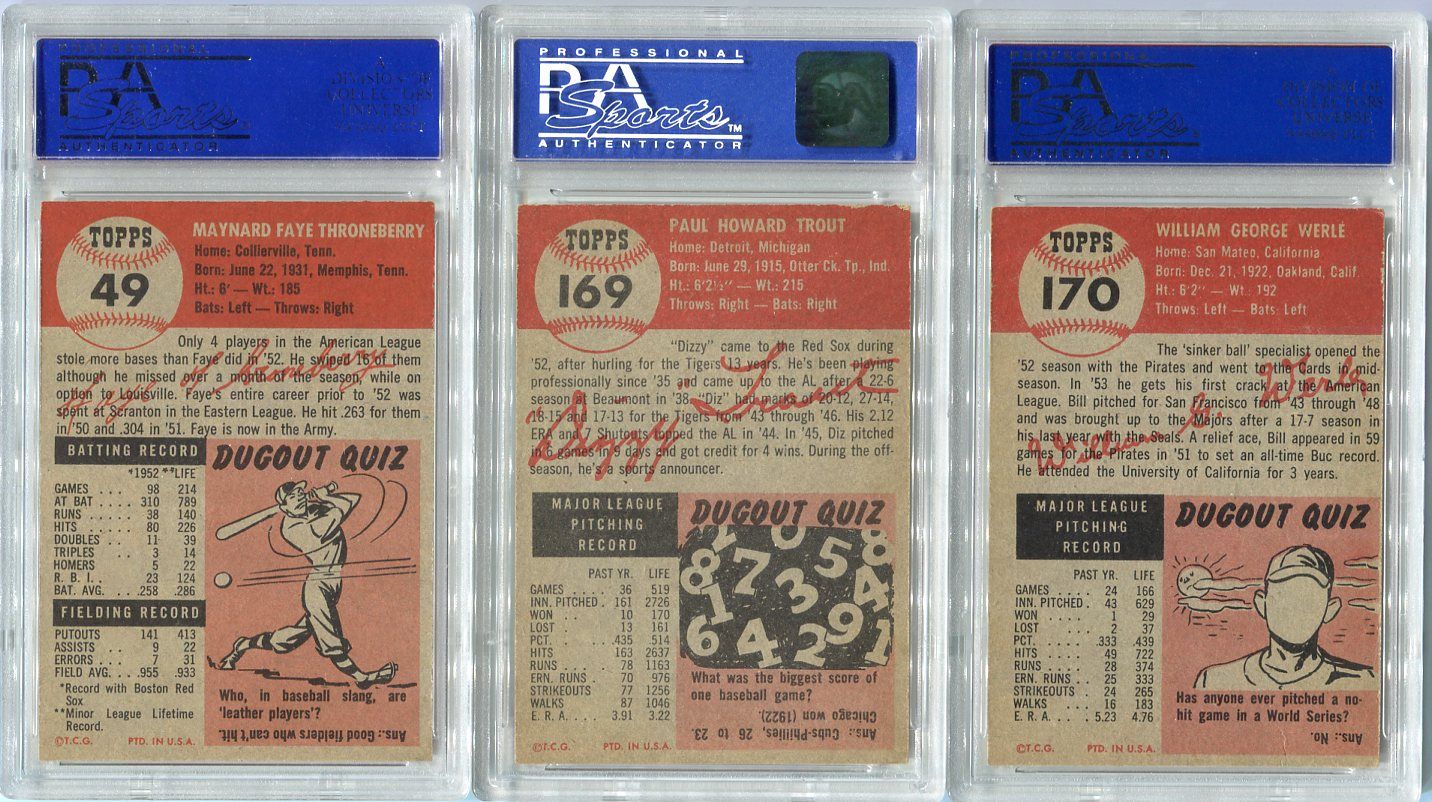 PROFESSIONAL
PSA
Sports
AUTHENTICATOR
A
DIVISION OF
COLLECTORS
UNIVERSE
TOPPS
49
MAYNARD FAYE THRONEBERRY
Home: Collierville, Tenn.
Born: June 22, 1931, Memphis, Tenn.
Ht.: 6' — Wt.: 185
Bats: Left — Throws: Right
Only 4 players in the American League
stole more bases than Faye did in '52. He swiped 16 of them
although he missed over a month of the season, while on
option to Louisville. Faye's entire career prior to '52 was
spent at Scranton in the Eastern League. He hit .263 for them
in '50 and .304 in '51. Faye is now in the Army.
Faye Throneberry
BATTING RECORD
*1952 **LIFE
GAMES . . . . 98 214
AT BAT . . . . 310 789
RUNS . . . . . 38 140
HITS . . . . . 80 226
DOUBLES . . 11 39
TRIPLES . . 3 14
HOMERS . . 5 22
R. B. I. . . 23 124
BAT. AVG. . . .258 .286
FIELDING RECORD
PUTOUTS 141 413
ASSISTS . . 9 22
ERRORS . . . 7 31
FIELD AVG. . . .955 .933
*Record with Boston Red
Sox
**Minor League Lifetime
Record.
DUGOUT QUIZ
Who, in baseball slang, are
'leather players'?
Ans.: Good fielders who can't hit.
©T.C.G. PTD. IN U.S.A.
PROFESSIONAL
PSA
Sports™
AUTHENTICATOR
TOPPS
169
PAUL HOWARD TROUT
Home: Detroit, Michigan
Born: June 29, 1915, Otter Ck. Tp., Ind.
Ht.: 6'2½" — Wt.: 215
Throws: Right — Bats: Right
"Dizzy" came to the Red Sox during
'52, after hurling for the Tigers 13 years. He's been playing
professionally since '35 and came up to the AL after a 22-6
season at Beaumont in '38. "Diz" had marks of 20-12, 27-14,
18-15 and 17-13 for the Tigers from '43 through '46. His 2.12
ERA and 7 Shutouts topped the AL in '44. In '45, Diz pitched
in 6 games in 9 days and got credit for 4 wins. During the off-
season, he's a sports announcer.
"Dizzy" Trout
MAJOR LEAGUE
PITCHING
RECORD
PAST YR. LIFE
GAMES . . . . 36 519
INN. PITCHED . 161 2726
WON . . . 10 170
LOST . . . 13 161
PCT. . . . .435 .514
HITS . . . 163 2637
RUNS . . . 78 1163
ERN. RUNS . 70 976
STRIKEOUTS 77 1256
WALKS . . 87 1046
E. R. A. . . . 3.91 3.22
DUGOUT QUIZ
What was the biggest score of
one baseball game?
Ans.: Cubs-Phillies, 26 to 23.
Chicago won (1922).
©T.C.G. PTD. IN U.S.A.
PROFESSIONAL
PSA
Sports
AUTHENTICATOR
DIVISION OF
COLLECTORS
UNIVERSE
TOPPS
170
WILLIAM GEORGE WERLE
Home: San Mateo, California
Born: Dec. 21, 1922, Oakland, Calif.
Ht.: 6'2" — Wt.: 192
Throws: Left — Bats: Left
The 'sinker ball' specialist opened the
'52 season with the Pirates and went to the Cards in mid-
season. In '53 he gets his first crack at the American
League. Bill pitched for San Francisco from '43 through '48
and was brought up to the Majors after a 17-7 season in
his last year with the Seals. A relief ace, Bill appeared in 59
games for the Pirates in '51 to set an all-time Buc record.
He attended the University of California for 3 years.
William G. Werle
MAJOR LEAGUE
PITCHING
RECORD
PAST YR. LIFE
GAMES . . . . 24 166
INN. PITCHED . 43 629
WON . . . 1 29
LOST . . . 2 37
PCT. . . . .333 .439
HITS . . . 49 722
RUNS . . . 28 374
ERN. RUNS . 25 333
STRIKEOUTS 24 265
WALKS . . 16 183
E. R. A. . . . 5.23 4.76
DUGOUT QUIZ
Has anyone ever pitched a no-
hit game in a World Series?
Ans.: No.
©T.C.G. PTD. IN U.S.A.